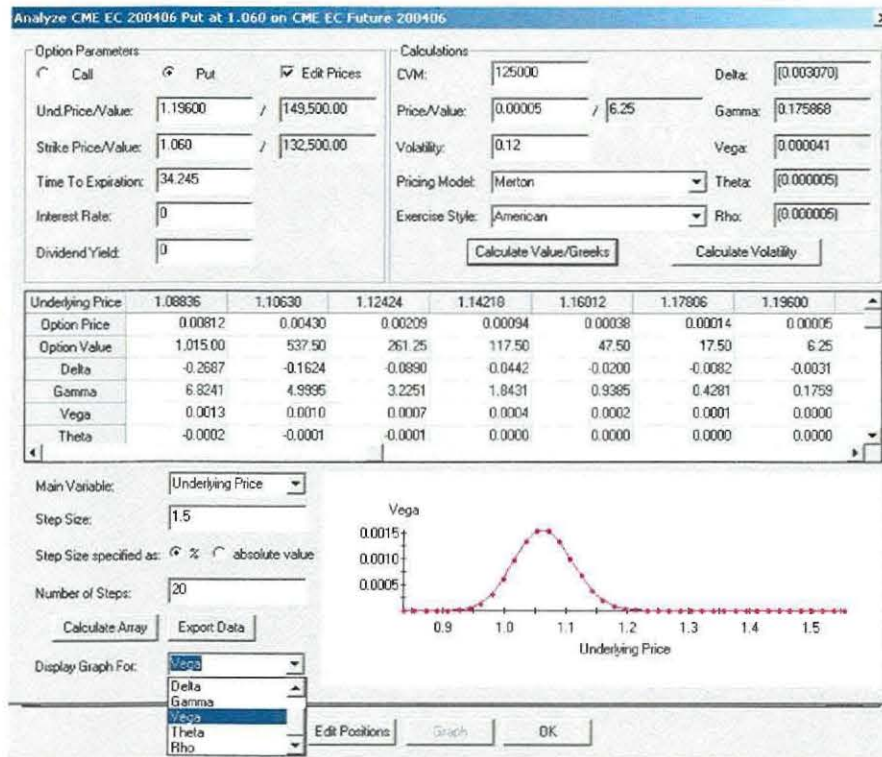 Analyze CME EC 200406 Put at 1.060 on CME EC Future 200406
Option Parameters
Call Put Edit Prices
Und.Price/Value: 1.19600 / 149,500.00
Strike Price/Value: 1.060 / 132,500.00
Time To Expiration: 34.245
Interest Rate: 0
Dividend Yield: 0
Calculations
CVM: 125000 Delta: (0.003070)
Price/Value: 0.00005 / 6.25 Gamma: 0.175868
Volatility: 0.12 Vega: 0.000041
Pricing Model: Merton Theta: (0.000005)
Exercise Style: American Rho: (0.000005)
Calculate Value/Greeks Calculate Volatility
Underlying Price 1.08836 1.10630 1.12424 1.14218 1.16012 1.17806 1.19600
Option Price 0.00812 0.00430 0.00209 0.00094 0.00038 0.00014 0.00005
Option Value 1,015.00 537.50 261.25 117.50 47.50 17.50 6.25
Delta -0.2687 -0.1624 -0.0890 -0.0442 -0.0200 -0.0082 -0.0031
Gamma 6.8241 4.9995 3.2251 1.8431 0.9385 0.4281 0.1759
Vega 0.0013 0.0010 0.0007 0.0004 0.0002 0.0001 0.0000
Theta -0.0002 -0.0001 -0.0001 0.0000 0.0000 0.0000 0.0000
Main Variable: Underlying Price
Step Size: 1.5
Step Size specified as: % absolute value
Number of Steps: 20
Calculate Array Export Data
Display Graph For: Vega
Delta
Gamma
Vega
Theta
Rho
Vega
0.0015
0.0010
0.0005
0.9 1.0 1.1 1.2 1.3 1.4 1.5
Underlying Price
Edit Positions Graph OK